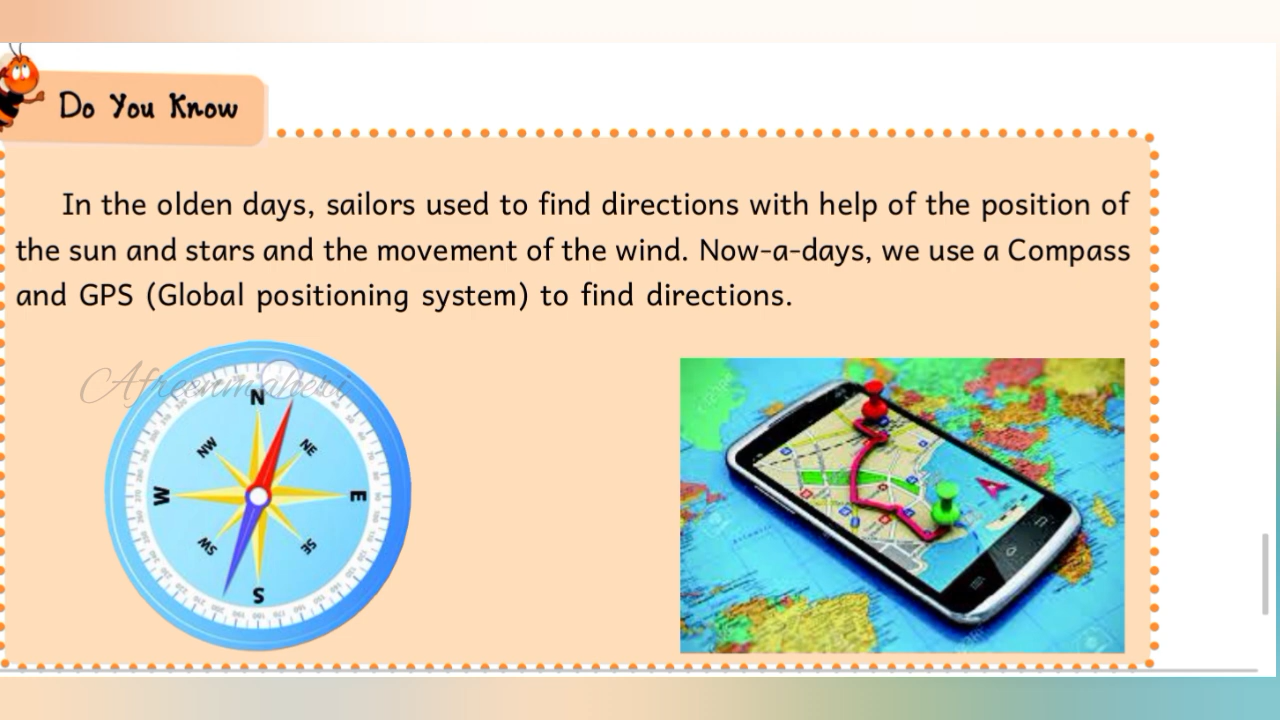 Do You Know
In the olden days, sailors used to find directions with help of the position of
the sun and stars and the movement of the wind. Now-a-days, we use a Compass
and GPS (Global positioning system) to find directions.
N
NW NE
W E
SW SE
S